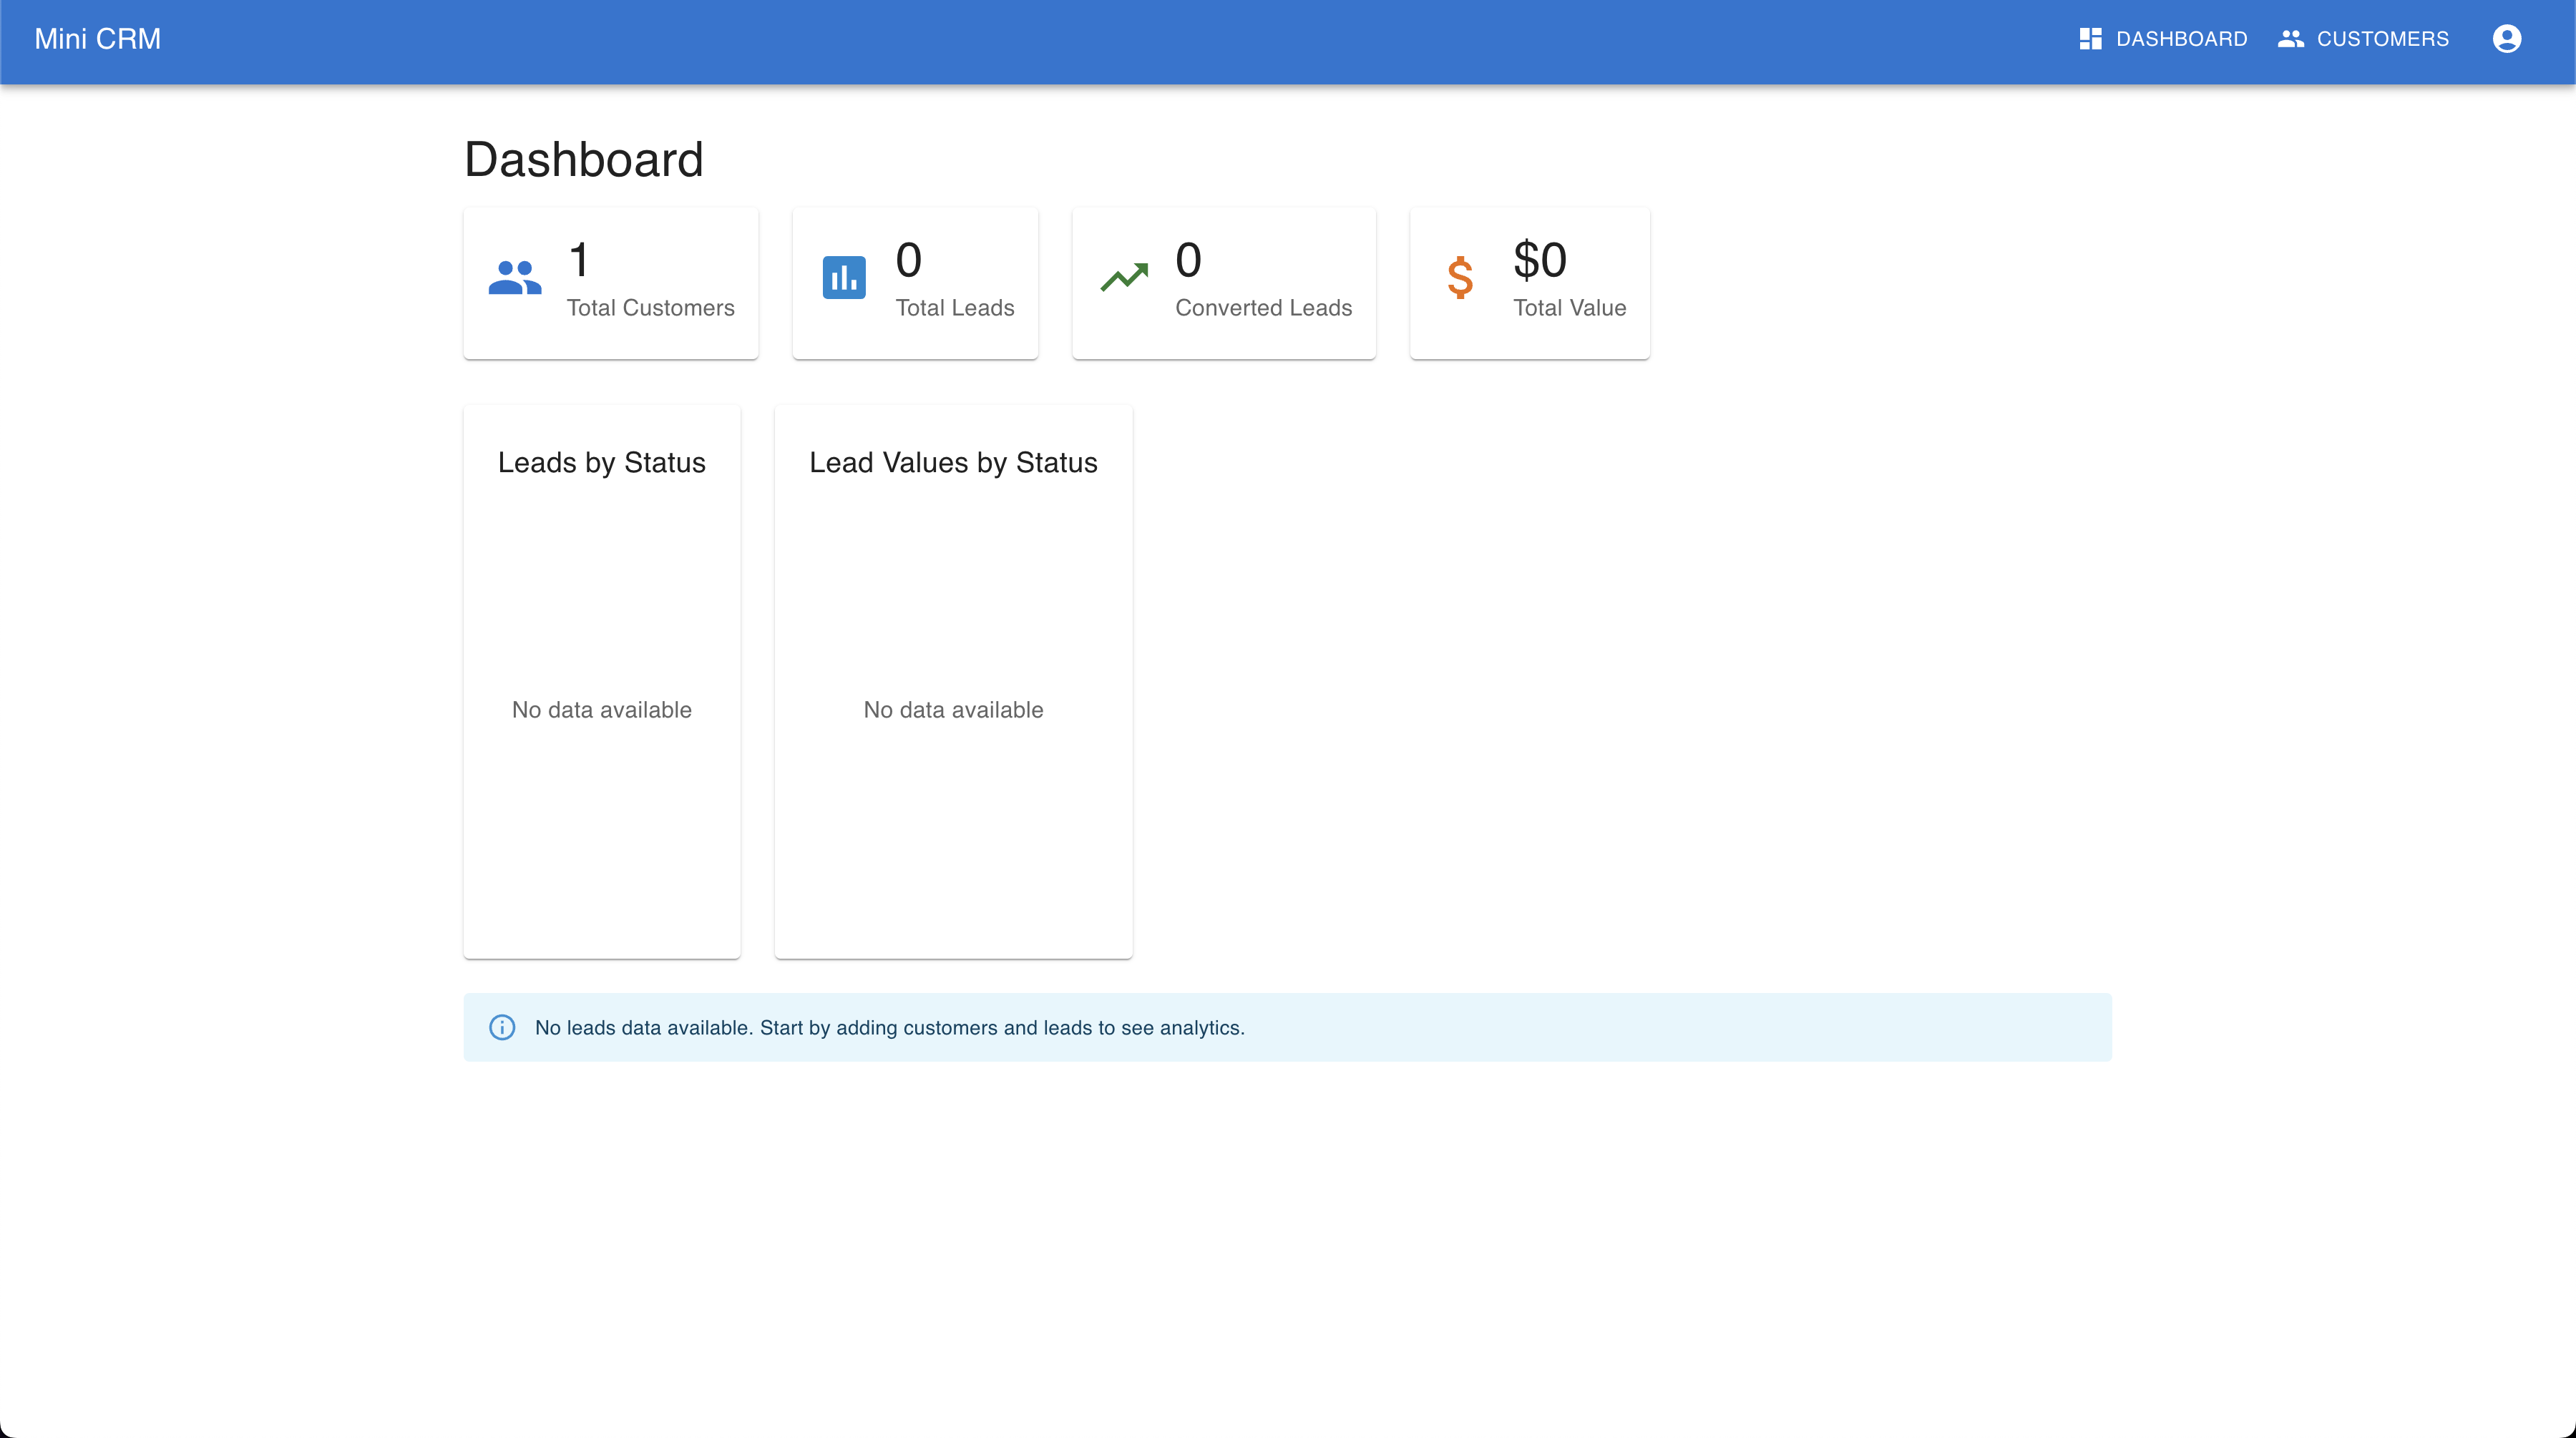 Mini CRM
DASHBOARD
CUSTOMERS
Dashboard
1
Total Customers
0
Total Leads
0
Converted Leads
$0
Total Value
Leads by Status
No data available
Lead Values by Status
No data available
No leads data available. Start by adding customers and leads to see analytics.